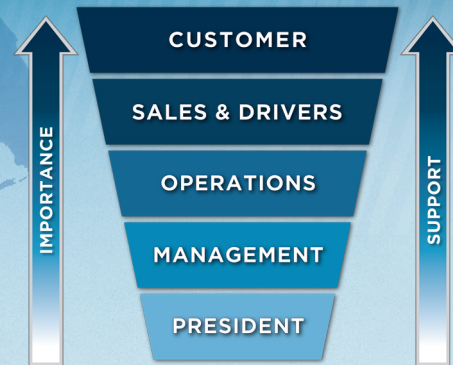 CUSTOMER
SALES & DRIVERS
OPERATIONS
MANAGEMENT
PRESIDENT
IMPORTANCE
SUPPORT